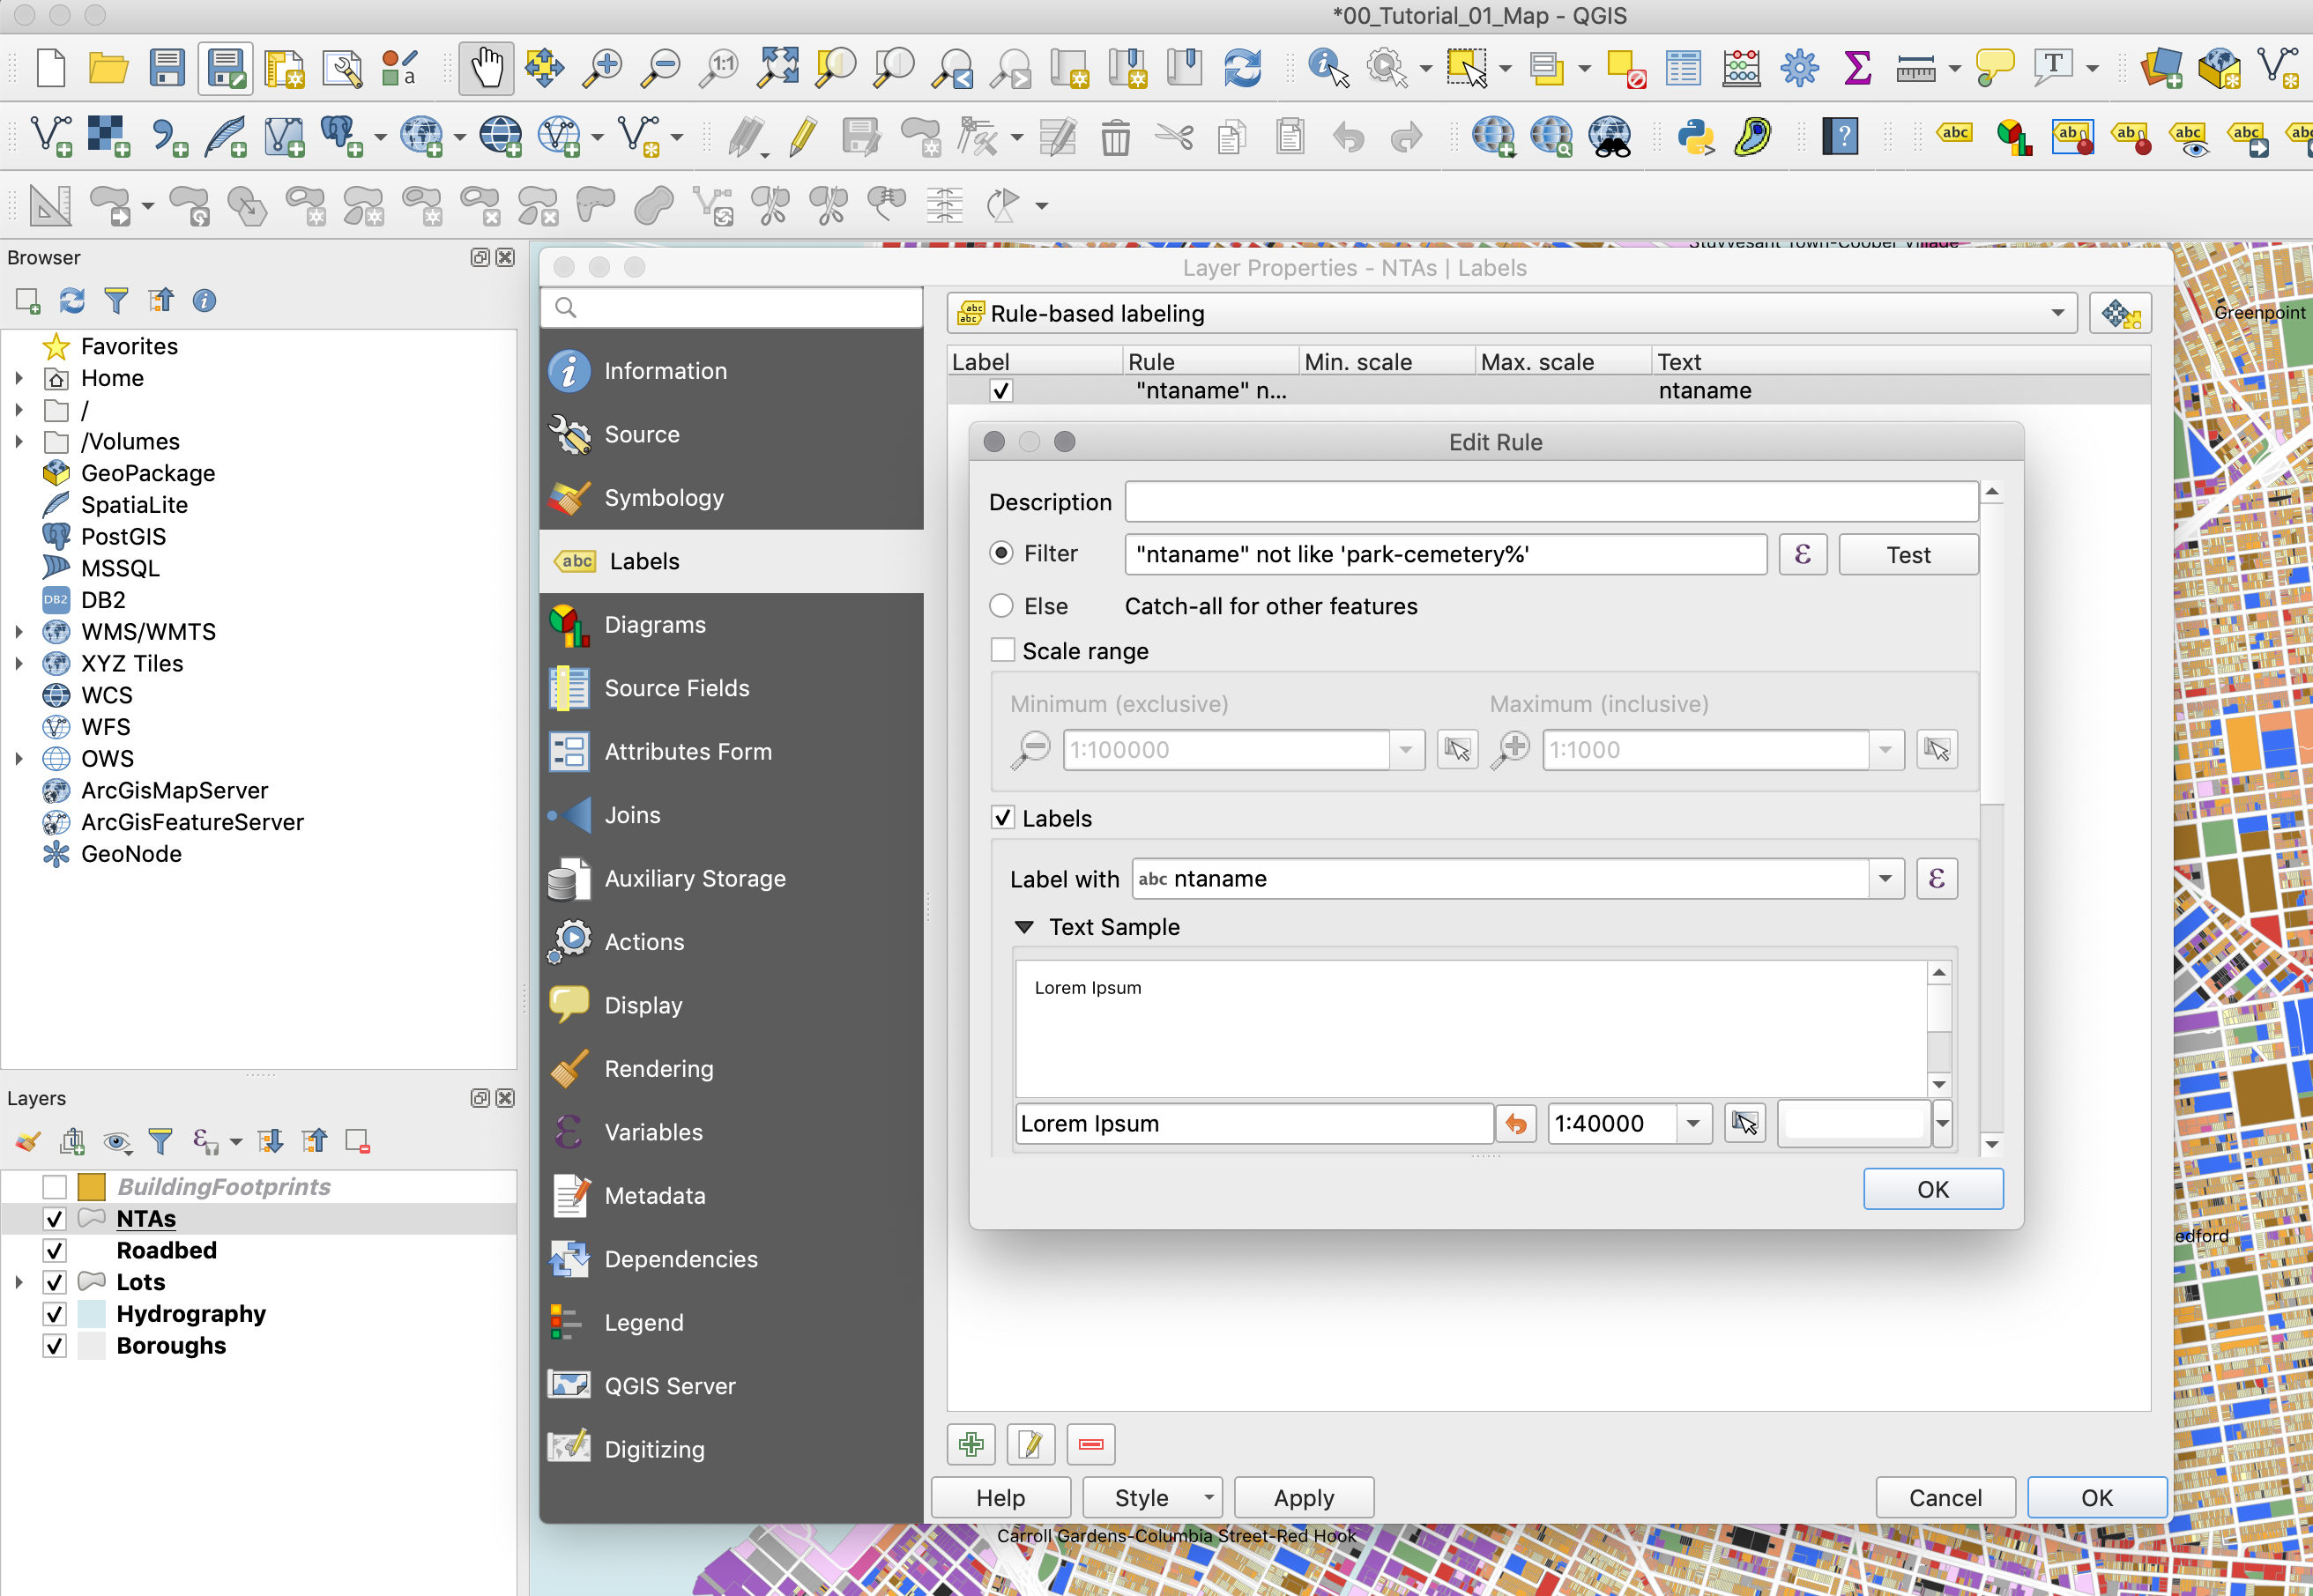 *00_Tutorial_01_Map - QGIS
Browser
Favorites
Home
/
/Volumes
GeoPackage
SpatiaLite
PostGIS
MSSQL
DB2
WMS/WMTS
XYZ Tiles
WCS
WFS
OWS
ArcGisMapServer
ArcGisFeatureServer
GeoNode
Layers
BuildingFootprints
NTAs
Roadbed
Lots
Hydrography
Boroughs
Stuyvesant Town-Cooper Village
Layer Properties - NTAs | Labels
Information
Source
Symbology
abc Labels
Diagrams
Source Fields
Attributes Form
Joins
Auxiliary Storage
Actions
Display
Rendering
Variables
Metadata
Dependencies
Legend
QGIS Server
Digitizing
Rule-based labeling
Label Rule Min. scale Max. scale Text
"ntaname" n... ntaname
Edit Rule
Description
Filter "ntaname" not like 'park-cemetery%' ε Test
Else Catch-all for other features
Scale range
Minimum (exclusive) Maximum (inclusive)
1:100000 1:1000
Labels
Label with abc ntaname ε
Text Sample
Lorem Ipsum
Lorem Ipsum 1:40000
OK
Help Style Apply Cancel OK
Greenpoint
edford
Carroll Gardens-Columbia Street-Red Hook